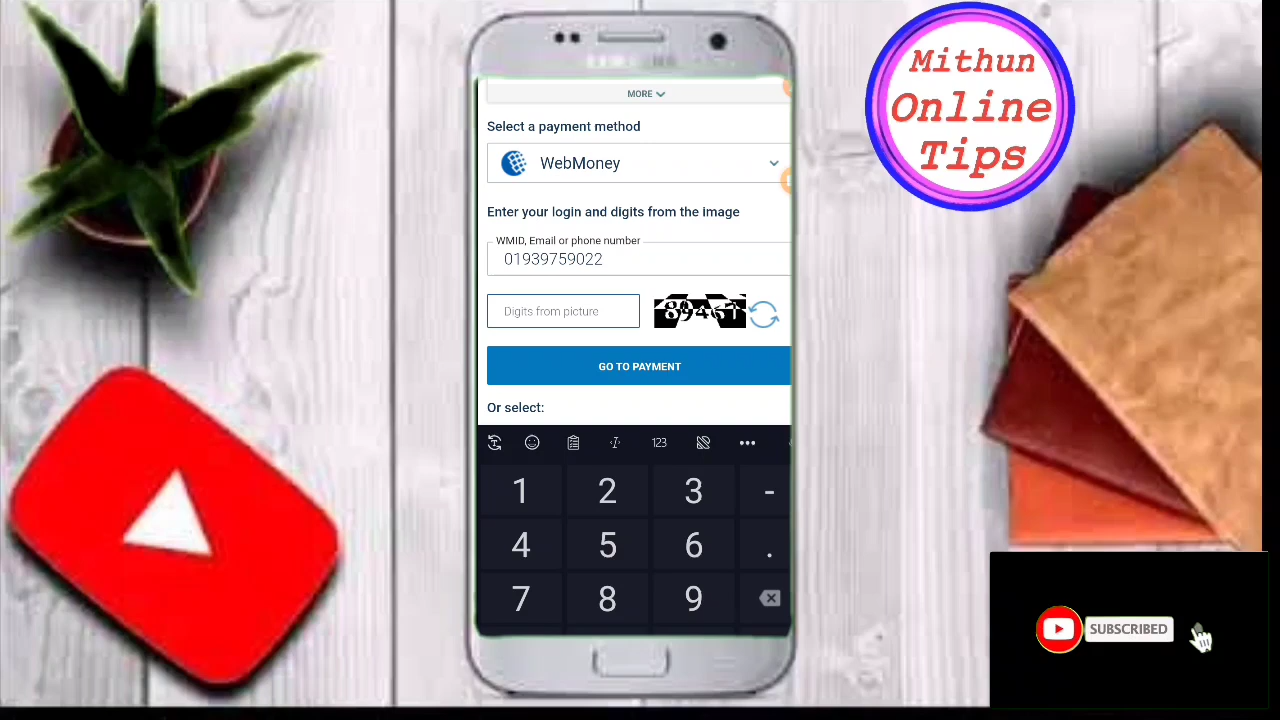 MORE
Select a payment method
WebMoney
Enter your login and digits from the image
WMID, Email or phone number
01939759022
Digits from picture
GO TO PAYMENT
Or select:
123
1 2 3 -
4 5 6 .
7 8 9
Mithun
Online
Tips
SUBSCRIBED